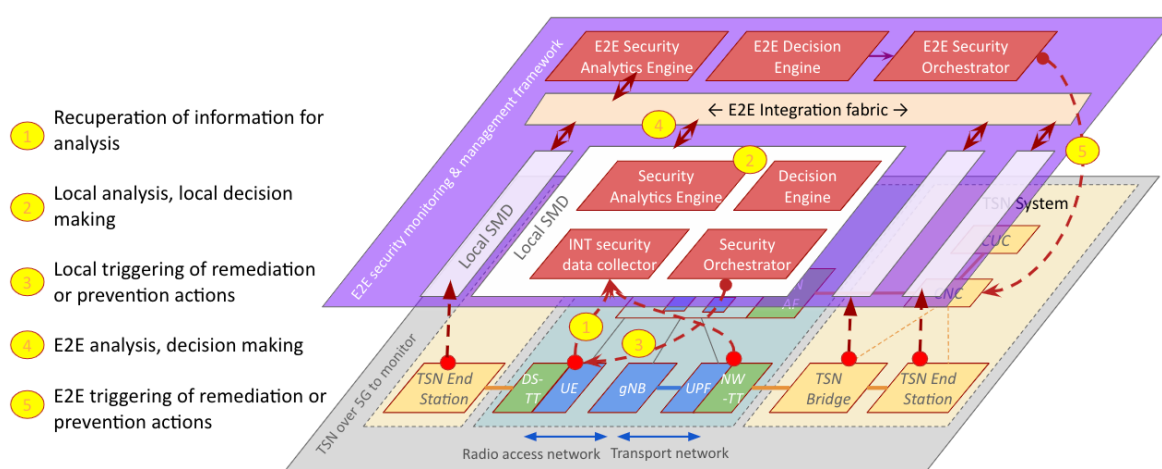 E2E Security
Analytics Engine
E2E Decision
Engine
E2E Security
Orchestrator
← E2E Integration fabric →
E2E security monitoring & management framework
1
Recuperation of information for
analysis
2
Local analysis, local decision
making
3
Local triggering of remediation
or prevention actions
4
E2E analysis, decision making
5
E2E triggering of remediation or
prevention actions
4
5
2
Security
Analytics Engine
Decision
Engine
Local SMD
Local SMD
INT security
data collector
Security
Orchestrator
TSN System
CUC
CNC
AF
1
3
TSN over 5G to monitor
TSN End
Station
DS-
TT
UE
gNB
UPF
NW
-TT
TSN
Bridge
TSN End
Station
Radio access network
Transport network